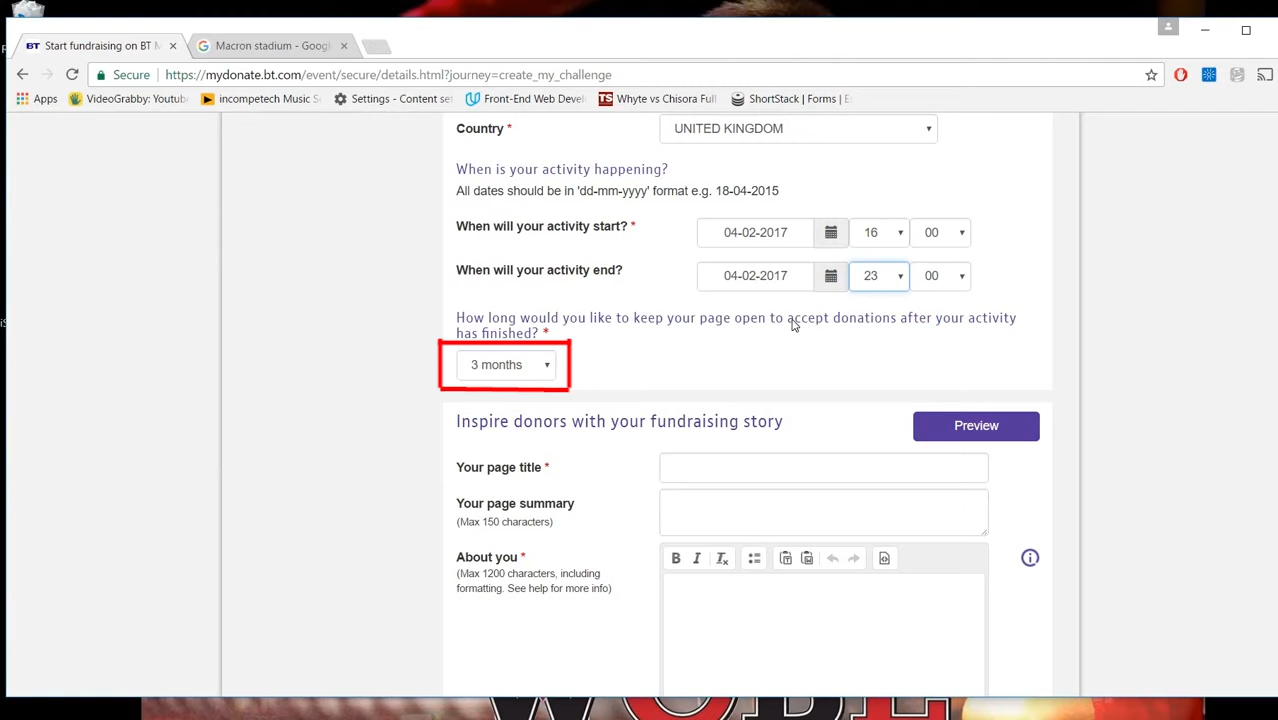 BT Start fundraising on BT M
Macron stadium - Goog
Secure
https://mydonate.bt.com/event/secure/details.html?journey=create_my_challenge
Apps
VideoGrabby: Youtub
incompetech Music S
Settings - Content set
Front-End Web Devel
TS Whyte vs Chisora Full
ShortStack | Forms | E
Country *
UNITED KINGDOM
When is your activity happening?
All dates should be in 'dd-mm-yyyy' format e.g. 18-04-2015
When will your activity start? *
04-02-2017
16
00
When will your activity end?
04-02-2017
23
00
How long would you like to keep your page open to accept donations after your activity
has finished? *
3 months
Inspire donors with your fundraising story
Preview
Your page title *
Your page summary
(Max 150 characters)
About you *
(Max 1200 characters, including
formatting. See help for more info)
B I Tx